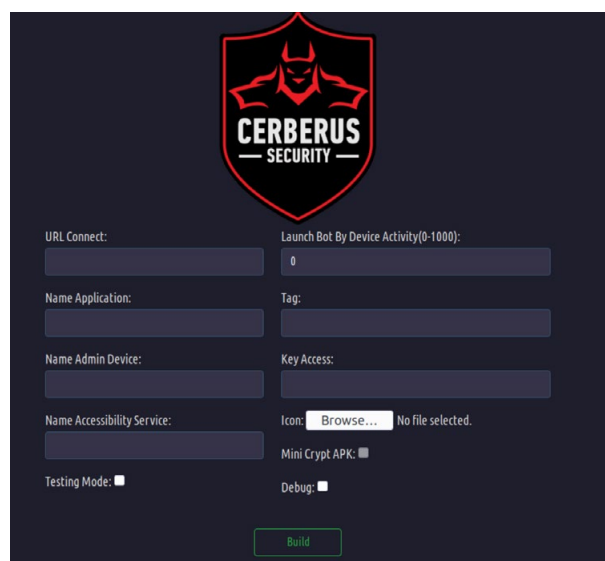 CERBERUS
— SECURITY —
URL Connect:
Launch Bot By Device Activity(0-1000):
0
Name Application:
Tag:
Name Admin Device:
Key Access:
Name Accessibility Service:
Icon: Browse... No file selected.
Mini Crypt APK:
Testing Mode:
Debug:
Build